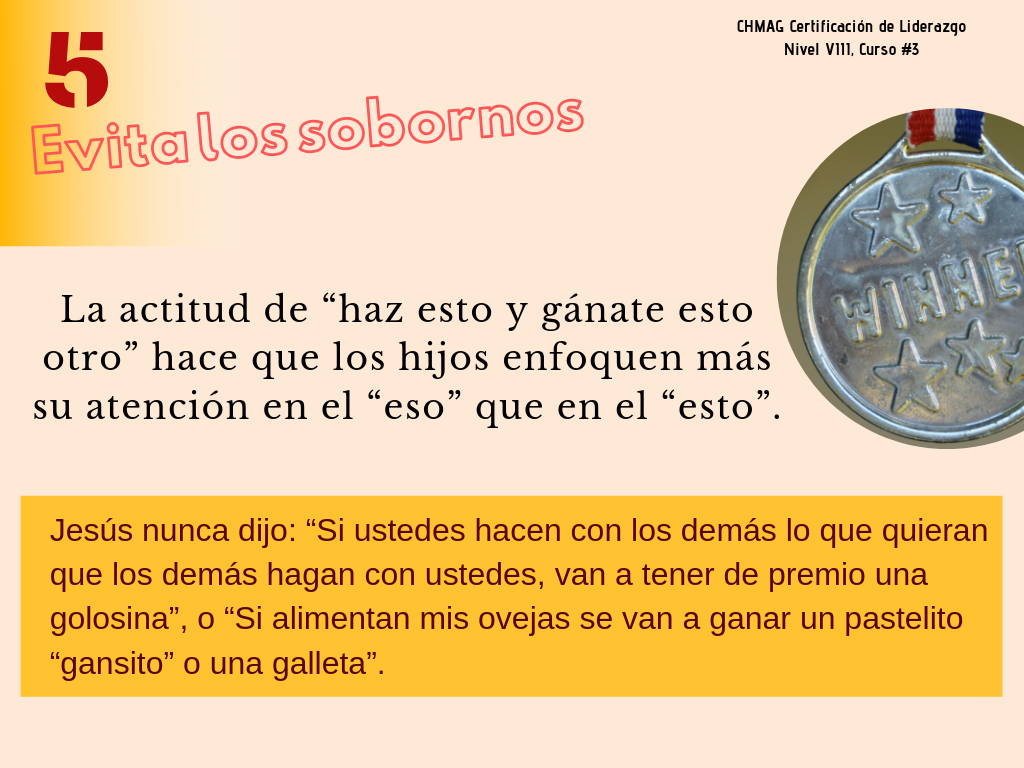 CHMAG Certificación de Liderazgo
Nivel V111, Curso #3
5
Evita los sobornos
WINNE
La actitud de “haz esto y gánate esto
otro” hace que los hijos enfoquen más
su atención en el “eso” que en el “esto”.
Jesús nunca dijo: “Si ustedes hacen con los demás lo que quieran
que los demás hagan con ustedes, van a tener de premio una
golosina”, o “Si alimentan mis ovejas se van a ganar un pastelito
“gansito” o una galleta”.